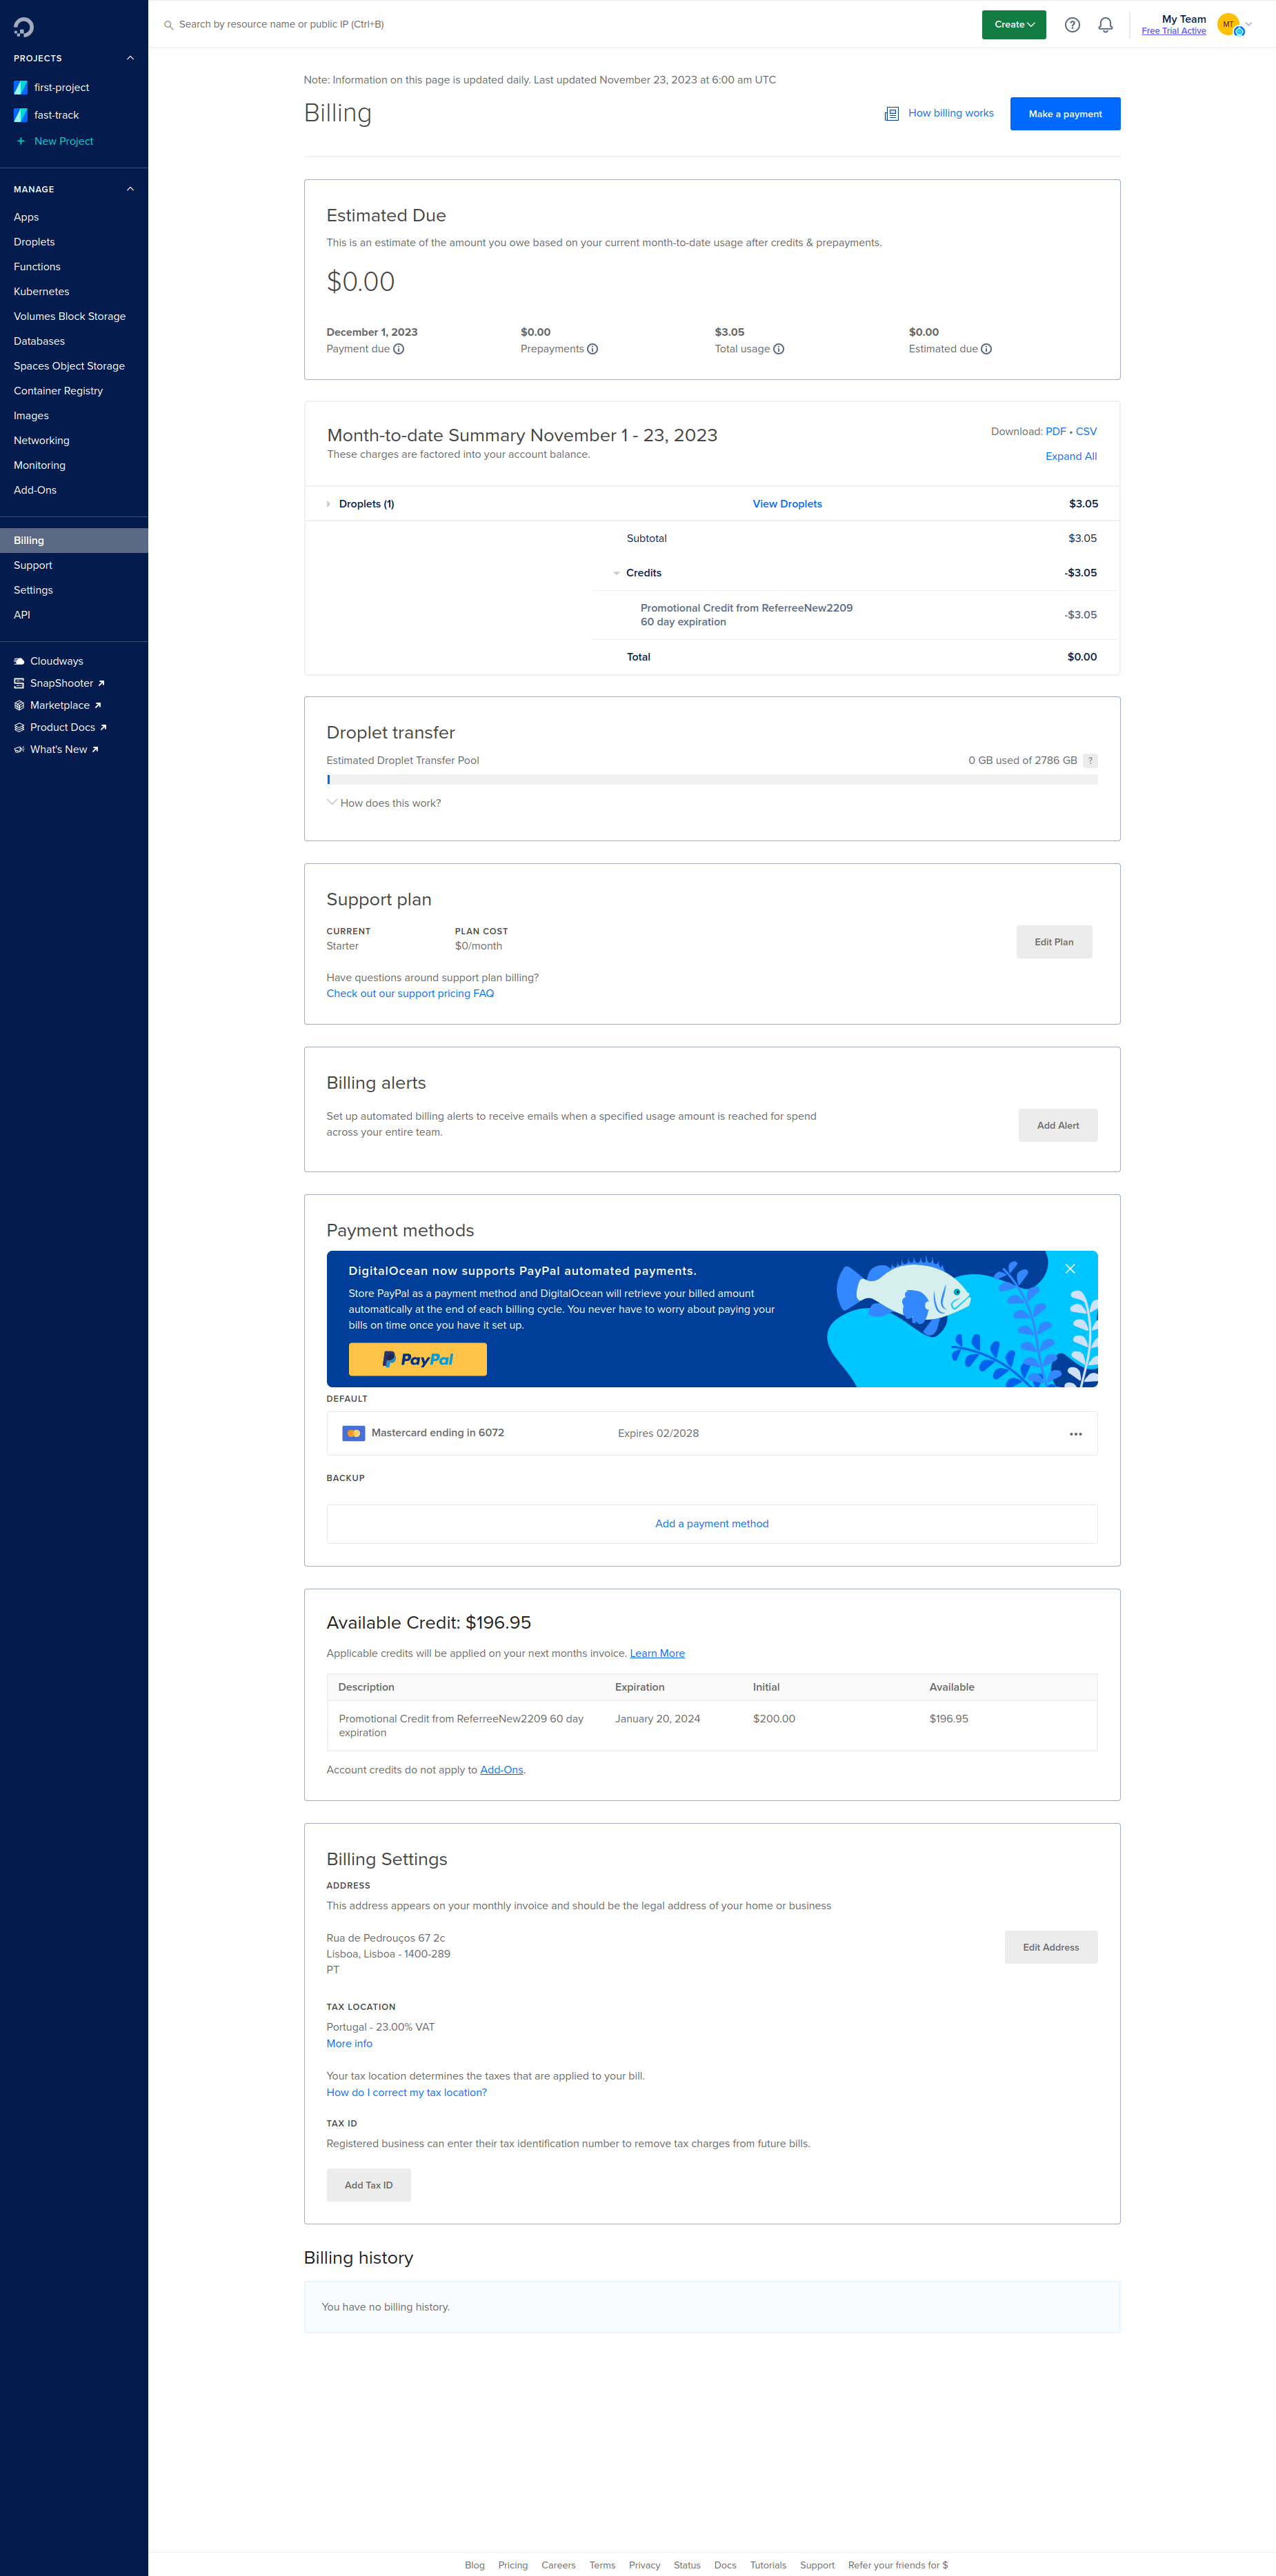 Search by resource name or public IP (Ctrl+B)
Create
My Team
Free Trial Active
MT
PROJECTS
first-project
fast-track
+ New Project
MANAGE
Apps
Droplets
Functions
Kubernetes
Volumes Block Storage
Databases
Spaces Object Storage
Container Registry
Images
Networking
Monitoring
Add-Ons
Billing
Support
Settings
API
Cloudways
SnapShooter
Marketplace
Product Docs
What's New
Note: Information on this page is updated daily. Last updated November 23, 2023 at 6:00 am UTC
Billing
How billing works
Make a payment
Estimated Due
This is an estimate of the amount you owe based on your current month-to-date usage after credits & prepayments.
$0.00
December 1, 2023 $0.00 $3.05 $0.00
Payment due Prepayments Total usage Estimated due
Month-to-date Summary November 1 - 23, 2023
Download: PDF • CSV
These charges are factored into your account balance.
Expand All
Droplets (1) View Droplets $3.05
Subtotal $3.05
Credits -$3.05
Promotional Credit from ReferreeNew2209
60 day expiration
-$3.05
Total $0.00
Droplet transfer
Estimated Droplet Transfer Pool 0 GB used of 2786 GB ?
How does this work?
Support plan
CURRENT PLAN COST
Starter $0/month
Edit Plan
Have questions around support plan billing?
Check out our support pricing FAQ
Billing alerts
Set up automated billing alerts to receive emails when a specified usage amount is reached for spend
across your entire team.
Add Alert
Payment methods
DigitalOcean now supports PayPal automated payments.
Store PayPal as a payment method and DigitalOcean will retrieve your billed amount
automatically at the end of each billing cycle. You never have to worry about paying your
bills on time once you have it set up.
PayPal
DEFAULT
Mastercard ending in 6072 Expires 02/2028
BACKUP
Add a payment method
Available Credit: $196.95
Applicable credits will be applied on your next months invoice. Learn More
Description Expiration Initial Available
Promotional Credit from ReferreeNew2209 60 day January 20, 2024 $200.00 $196.95
expiration
Account credits do not apply to Add-Ons.
Billing Settings
ADDRESS
This address appears on your monthly invoice and should be the legal address of your home or business
Rua de Pedrouços 67 2c
Lisboa, Lisboa - 1400-289
PT
Edit Address
TAX LOCATION
Portugal - 23.00% VAT
More info
Your tax location determines the taxes that are applied to your bill.
How do I correct my tax location?
TAX ID
Registered business can enter their tax identification number to remove tax charges from future bills.
Add Tax ID
Billing history
You have no billing history.
Blog Pricing Careers Terms Privacy Status Docs Tutorials Support Refer your friends for $